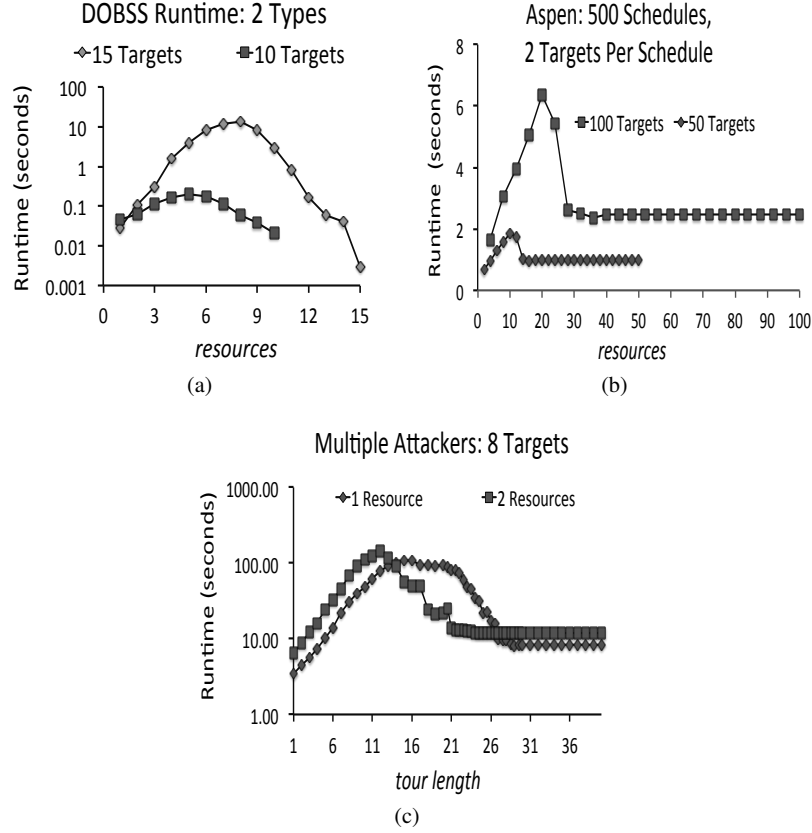 DOBSS Runtime: 2 Types
15 Targets 10 Targets
Runtime (seconds)
100
10
1
0.1
0.01
0.001
0 3 6 9 12 15
resources
(a)
Aspen: 500 Schedules,
2 Targets Per Schedule
100 Targets 50 Targets
Runtime (seconds)
8
6
4
2
0
0 10 20 30 40 50 60 70 80 90 100
resources
(b)
Multiple Attackers: 8 Targets
1 Resource 2 Resources
Runtime (seconds)
1000.00
100.00
10.00
1.00
1 6 11 16 21 26 31 36
tour length
(c)